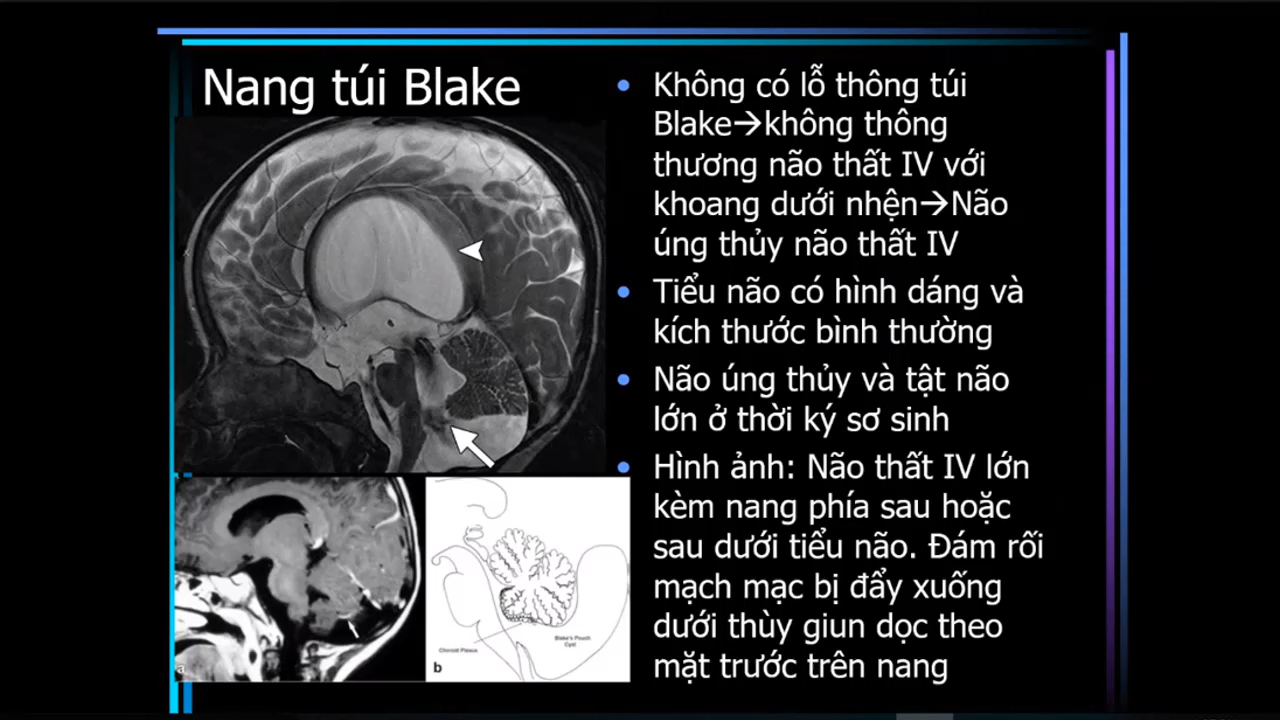 Nang túi Blake
• Không có lỗ thông túi
Blake→không thông
thương não thất IV với
khoang dưới nhện→Não
úng thủy não thất IV
• Tiểu não có hình dáng và
kích thước bình thường
• Não úng thủy và tật não
lớn ở thời kỳ sơ sinh
• Hình ảnh: Não thất IV lớn
kèm nang phía sau hoặc
sau dưới tiểu não. Đám rối
mạch mạc bị đẩy xuống
dưới thùy giun dọc theo
mặt trước trên nang
Blake's Pouch
Cyst
Choroid Plexus
a
b